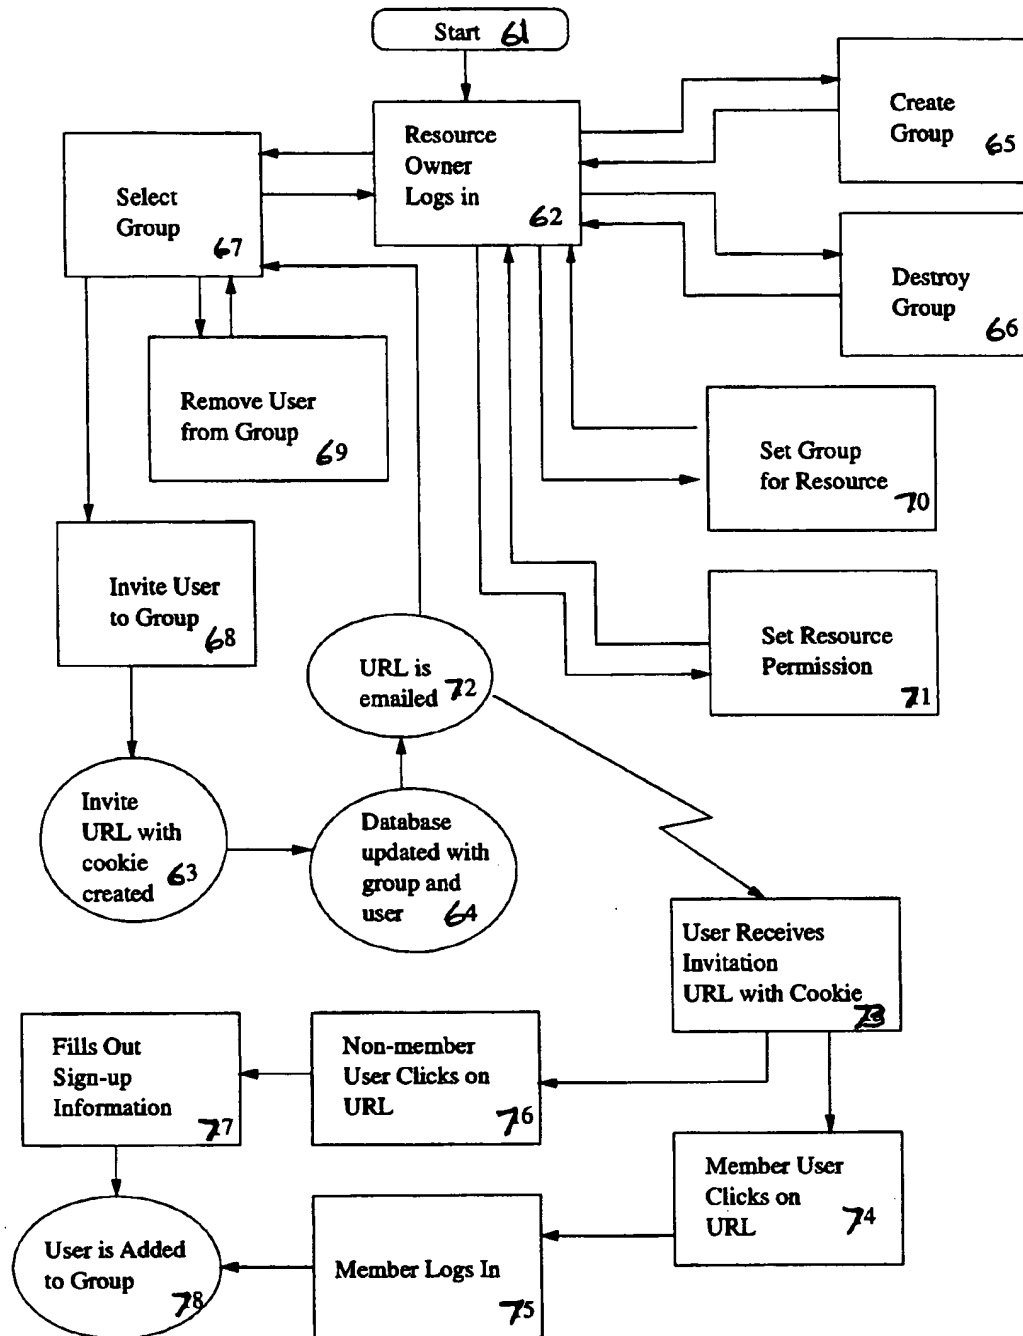 Start 61
Resource
Owner
Logs in
62
Create
Group
65
Select
Group
67
Destroy
Group
66
Remove User
from Group
69
Set Group
for Resource
70
Invite User
to Group
68
Set Resource
Permission
71
URL is
emailed 72
Invite
URL with
cookie
created 63
Database
updated with
group and
user 64
User Receives
Invitation
URL with Cookie
73
Fills Out
Sign-up
Information
77
Non-member
User Clicks on
URL
76
Member User
Clicks on
URL
74
User is Added
to Group
78
Member Logs In
75